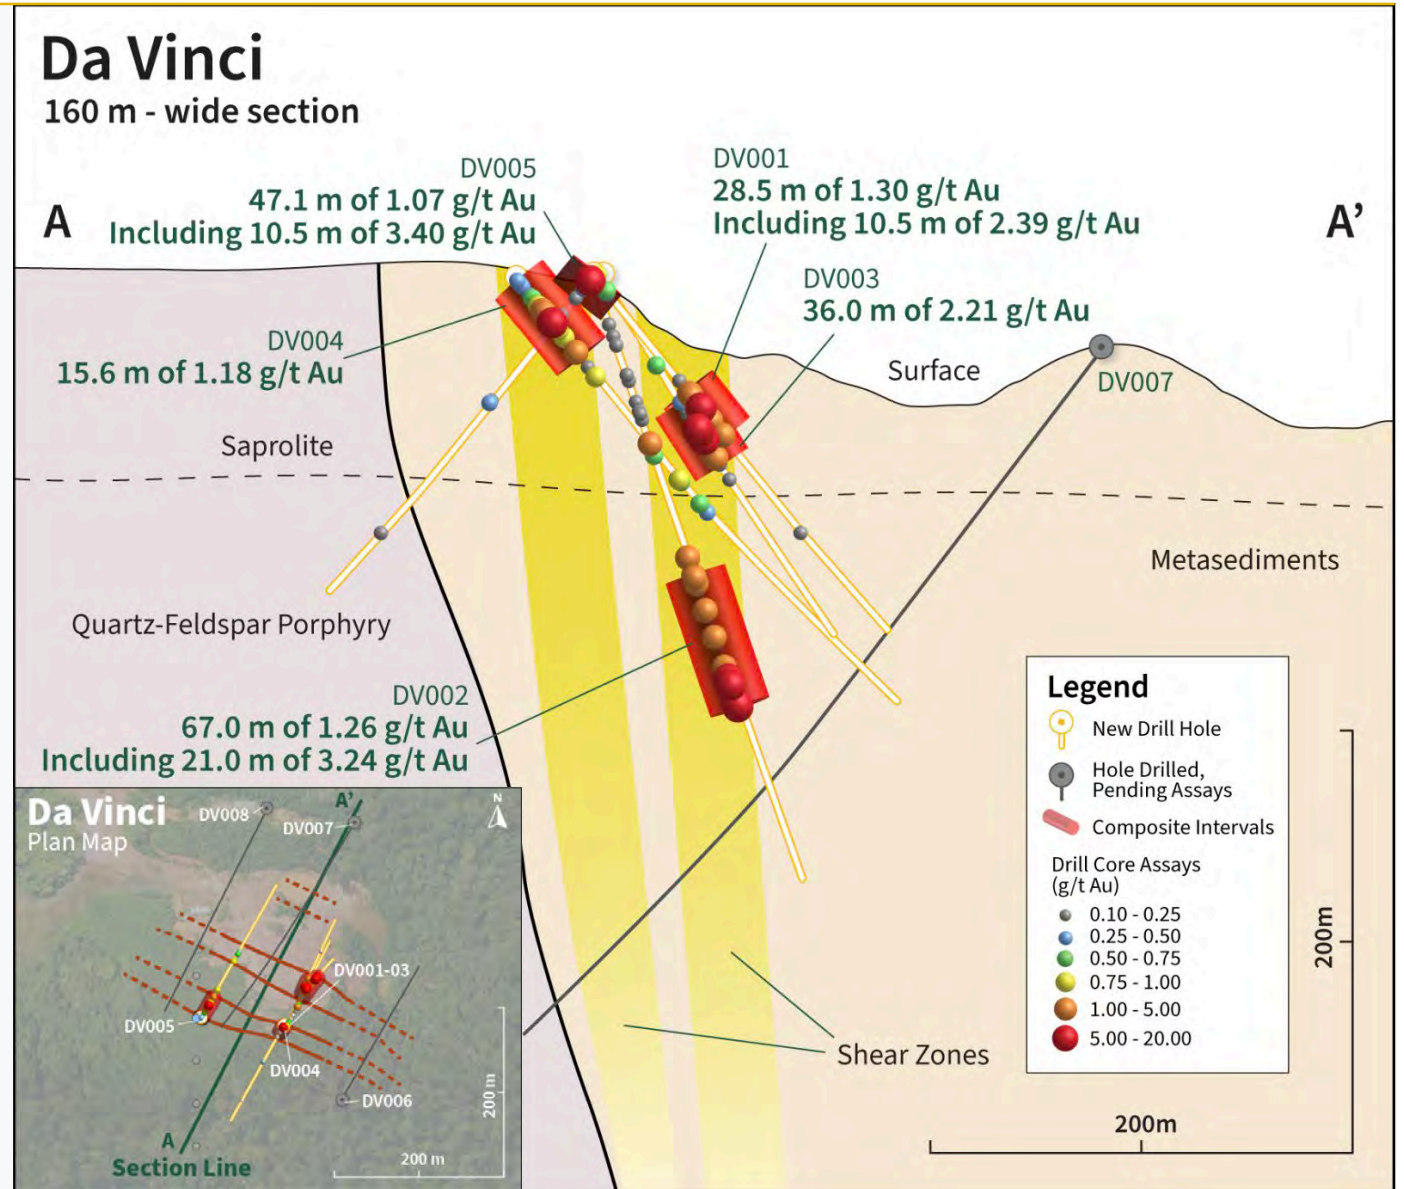 Da Vinci
160 m - wide section
A
A’
DV005
47.1 m of 1.07 g/t Au
Including 10.5 m of 3.40 g/t Au
DV001
28.5 m of 1.30 g/t Au
Including 10.5 m of 2.39 g/t Au
DV003
36.0 m of 2.21 g/t Au
DV004
15.6 m of 1.18 g/t Au
Surface
DV007
Saprolite
Metasediments
Quartz-Feldspar Porphyry
DV002
67.0 m of 1.26 g/t Au
Including 21.0 m of 3.24 g/t Au
Legend
New Drill Hole
Hole Drilled,
Pending Assays
Composite Intervals
Drill Core Assays
(g/t Au)
0.10 - 0.25
0.25 - 0.50
0.50 - 0.75
0.75 - 1.00
1.00 - 5.00
5.00 - 20.00
200m
200m
Shear Zones
Da Vinci
Plan Map
DV008
A’
DV007
N
DV001-03
DV005
DV004
DV006
A
Section Line
200 m
200 m